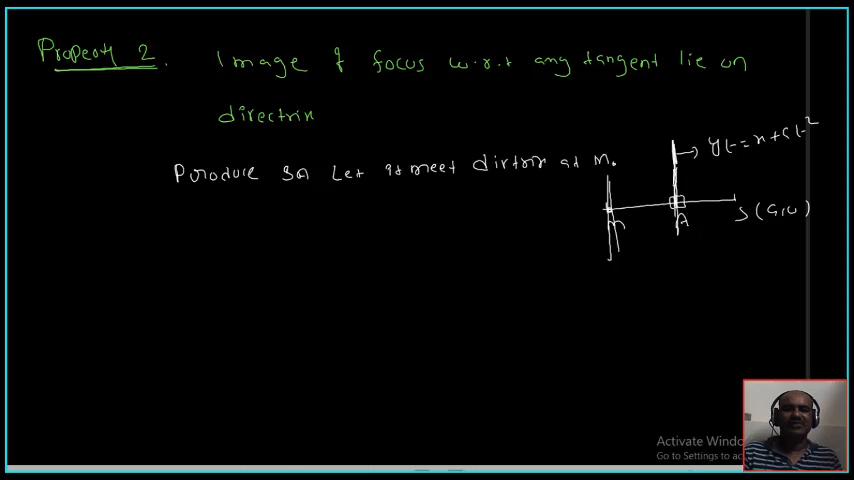 Property 2. Image of focus w.r.t any tangent lie on
directrix
Produce SA Let it meet dirtrix at M.
yt = x + at²
S (a, 0)
A
M
Activate Windo
Go to Settings to ac